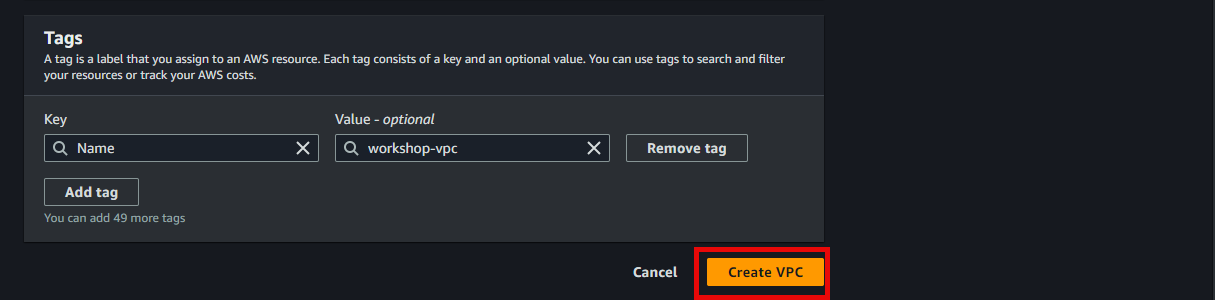 Tags
A tag is a label that you assign to an AWS resource. Each tag consists of a key and an optional value. You can use tags to search and filter
your resources or track your AWS costs.
Key Value - optional
Name workshop-vpc Remove tag
Add tag
You can add 49 more tags
Cancel Create VPC